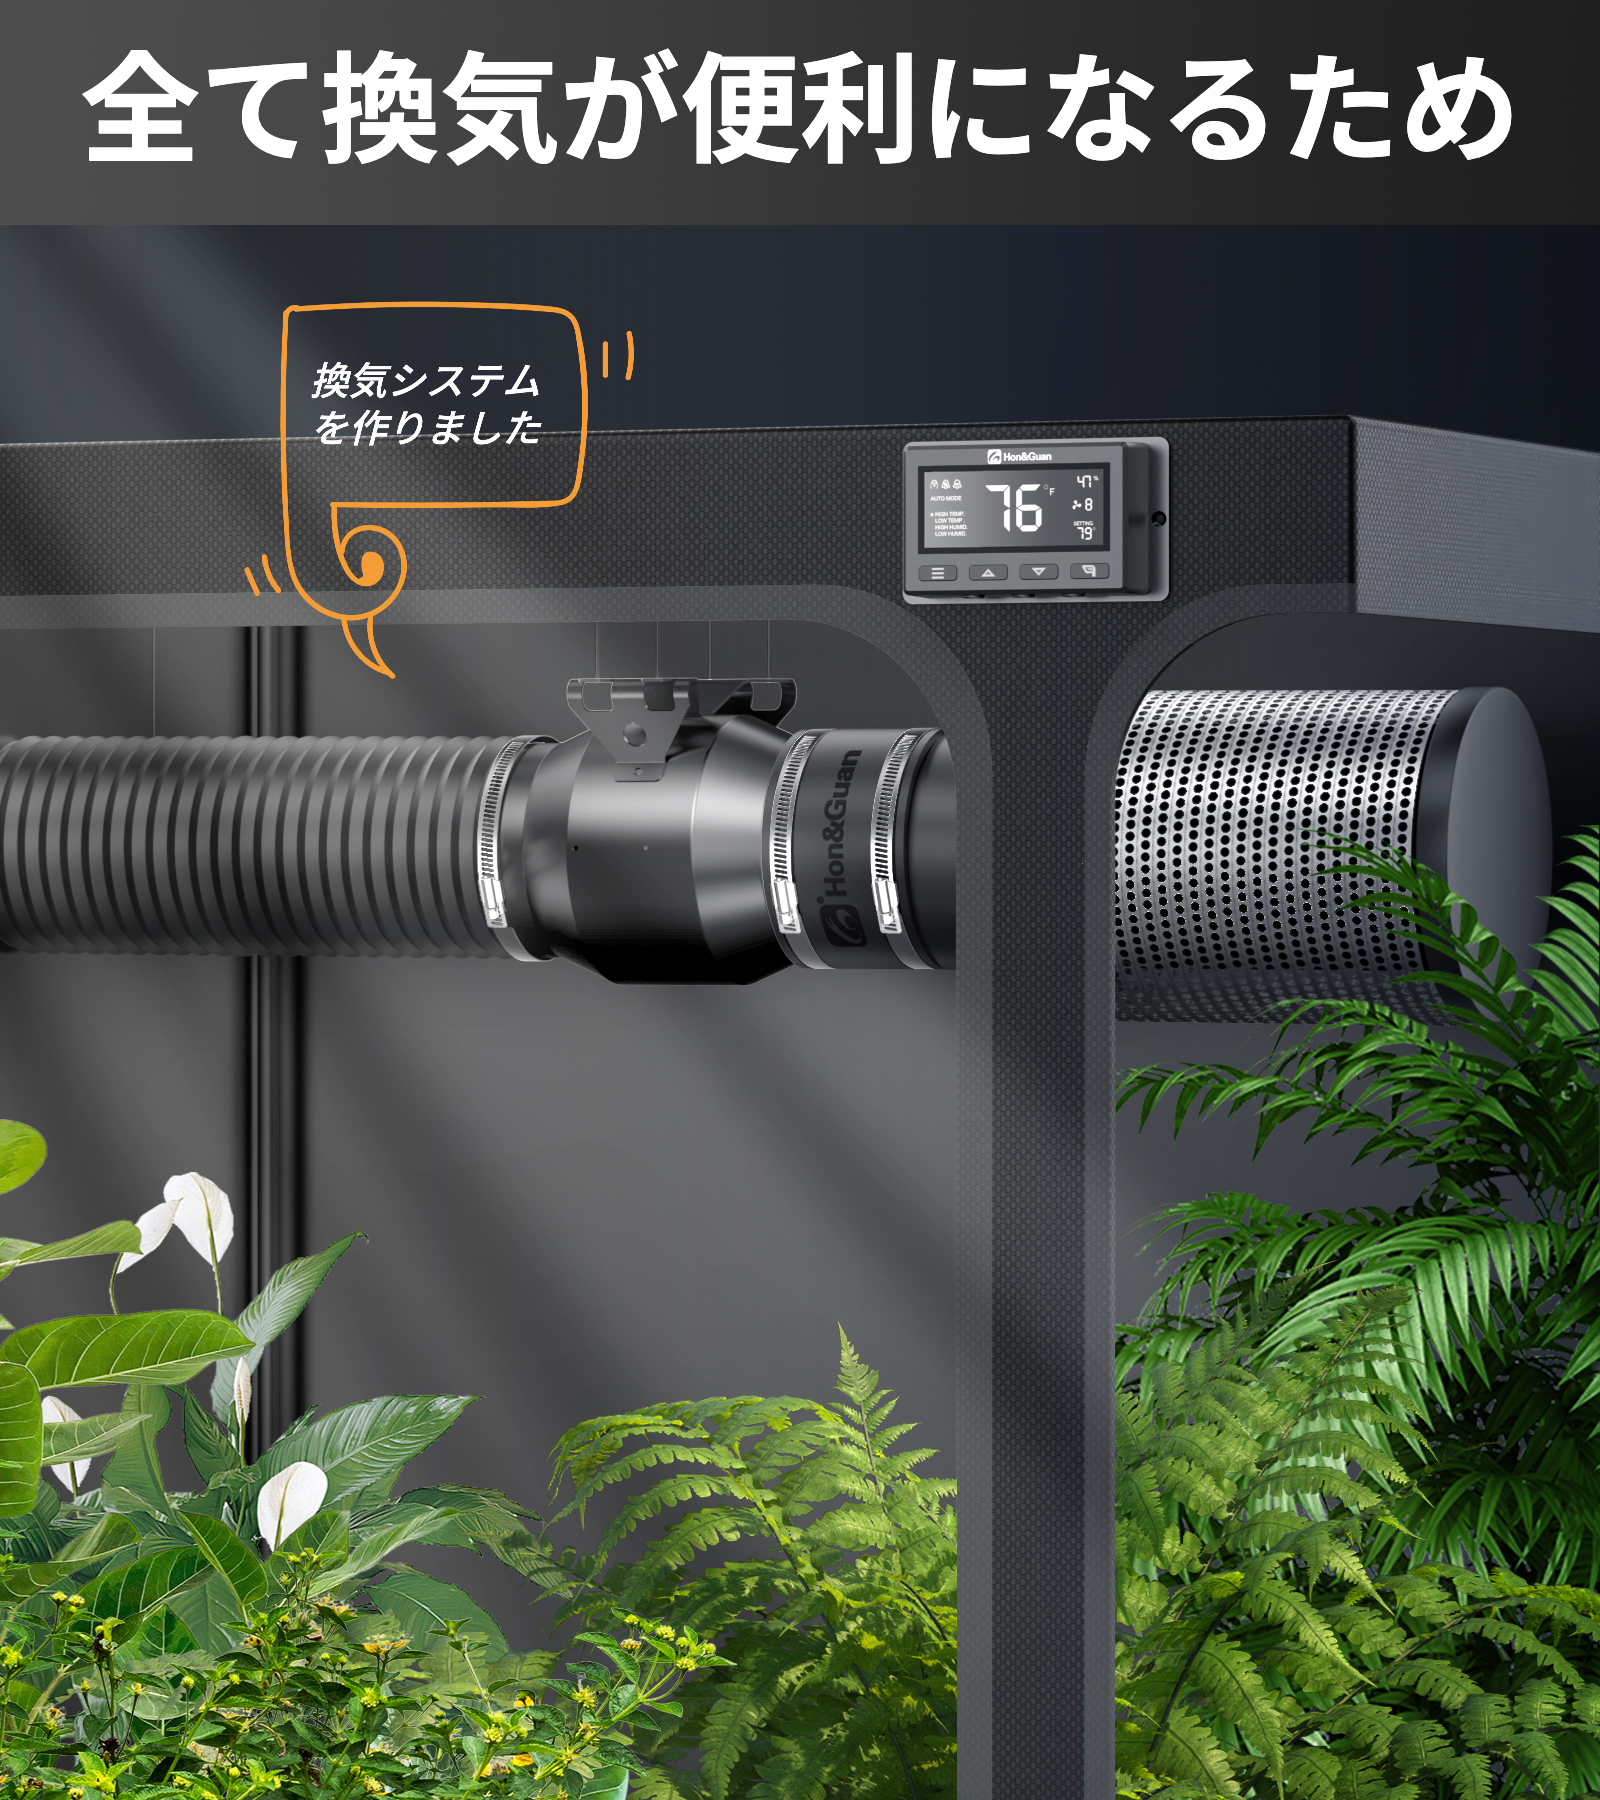 全て換気が便利になるため
換気システム
を作りました
Hon&Guan
AUTO MODE
76°F
47%
8
HIGH TEMP.
LOW TEMP.
HIGH HUMID.
LOW HUMID.
SETTING
79°
Hon&Guan